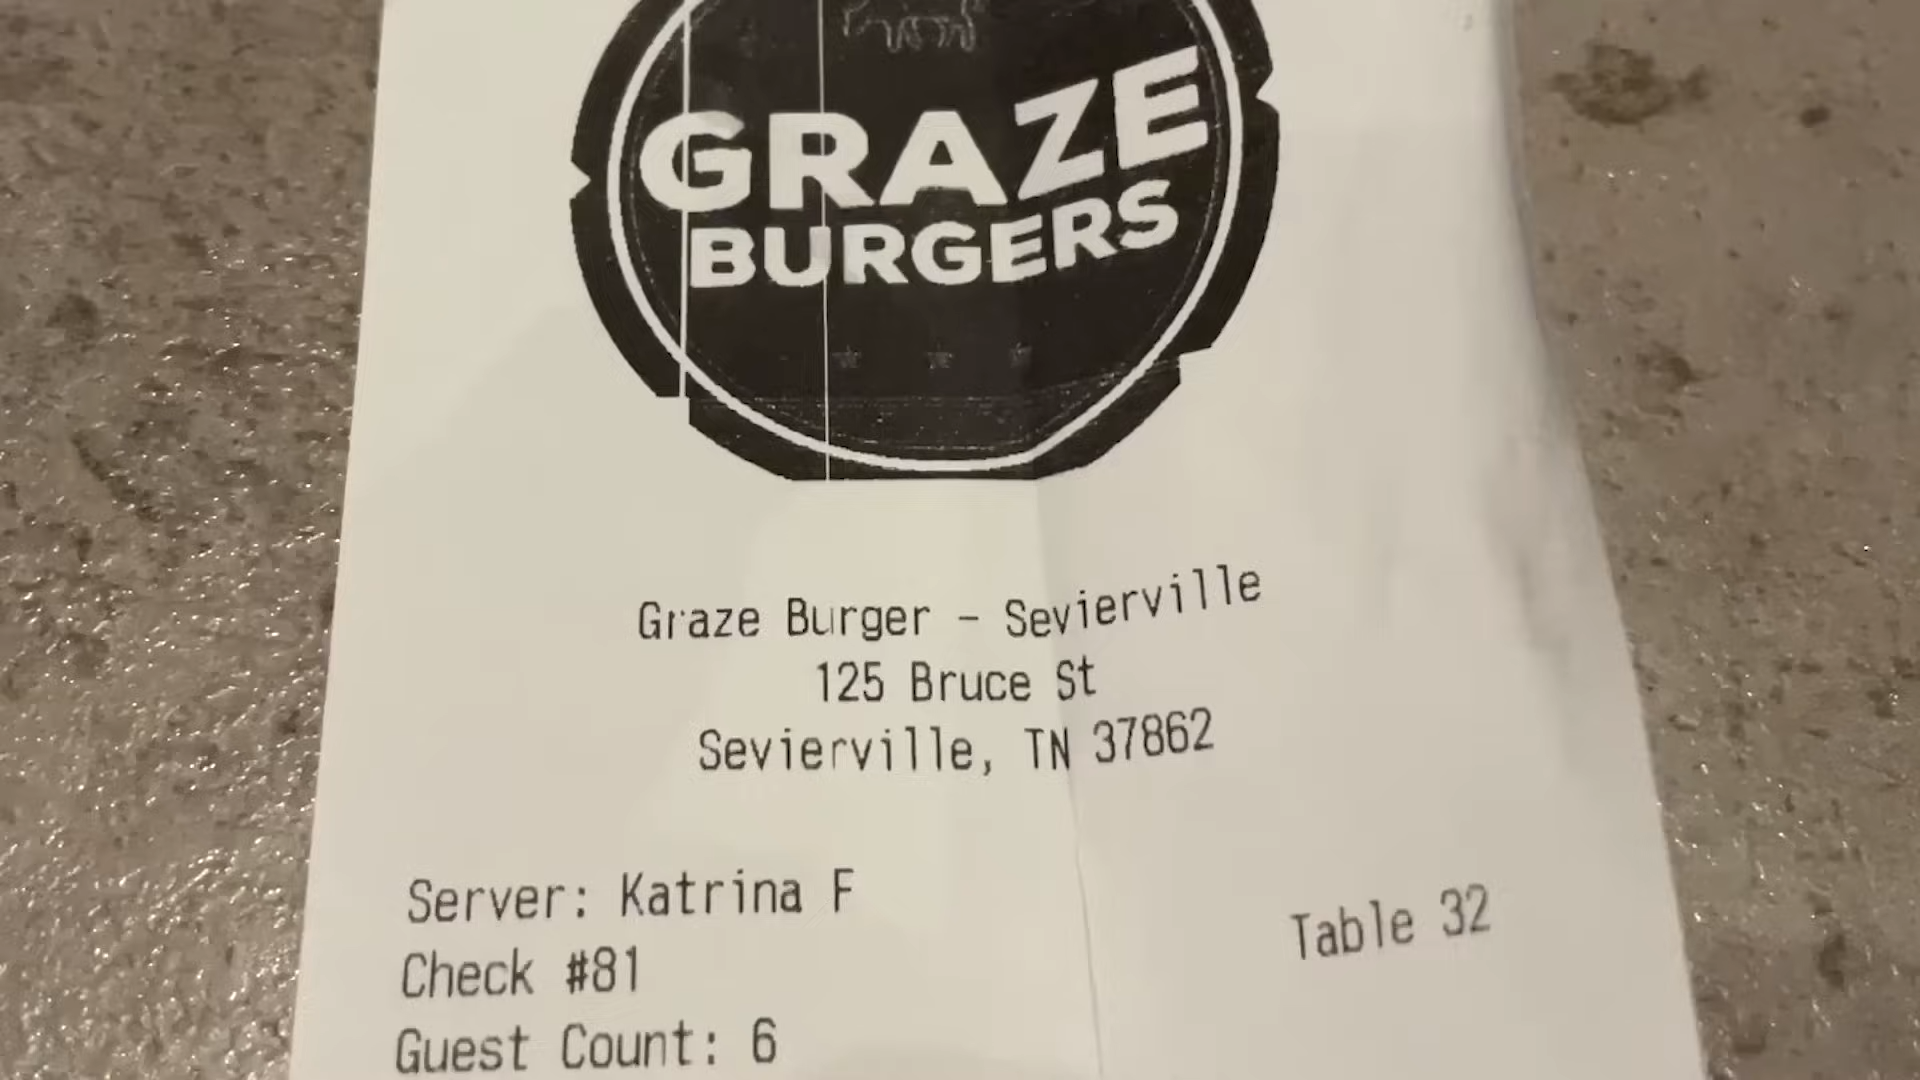 GRAZE
BURGERS
Graze Burger - Sevierville
125 Bruce St
Sevierville, TN 37862
Server: Katrina F
Table 32
Check #81
Guest Count: 6